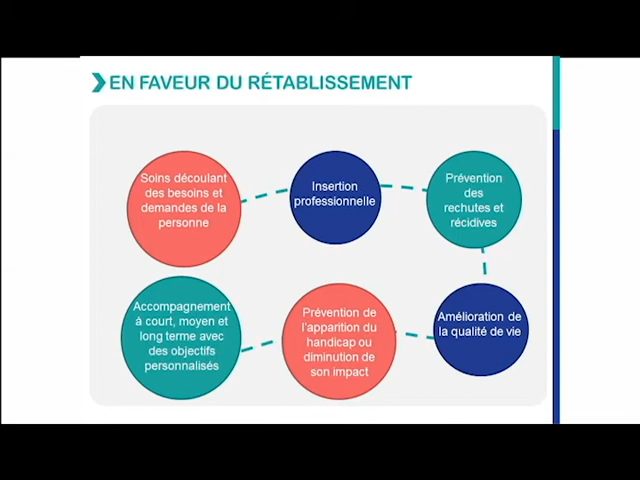 EN FAVEUR DU RÉTABLISSEMENT
Soins découlant
des besoins et
demandes de la
personne
Insertion
professionnelle
Prévention
des
rechutes et
récidives
Accompagnement
à court, moyen et
long terme avec
des objectifs
personnalisés
Prévention de
l'apparition du
handicap ou
diminution de
son impact
Amélioration de
la qualité de vie